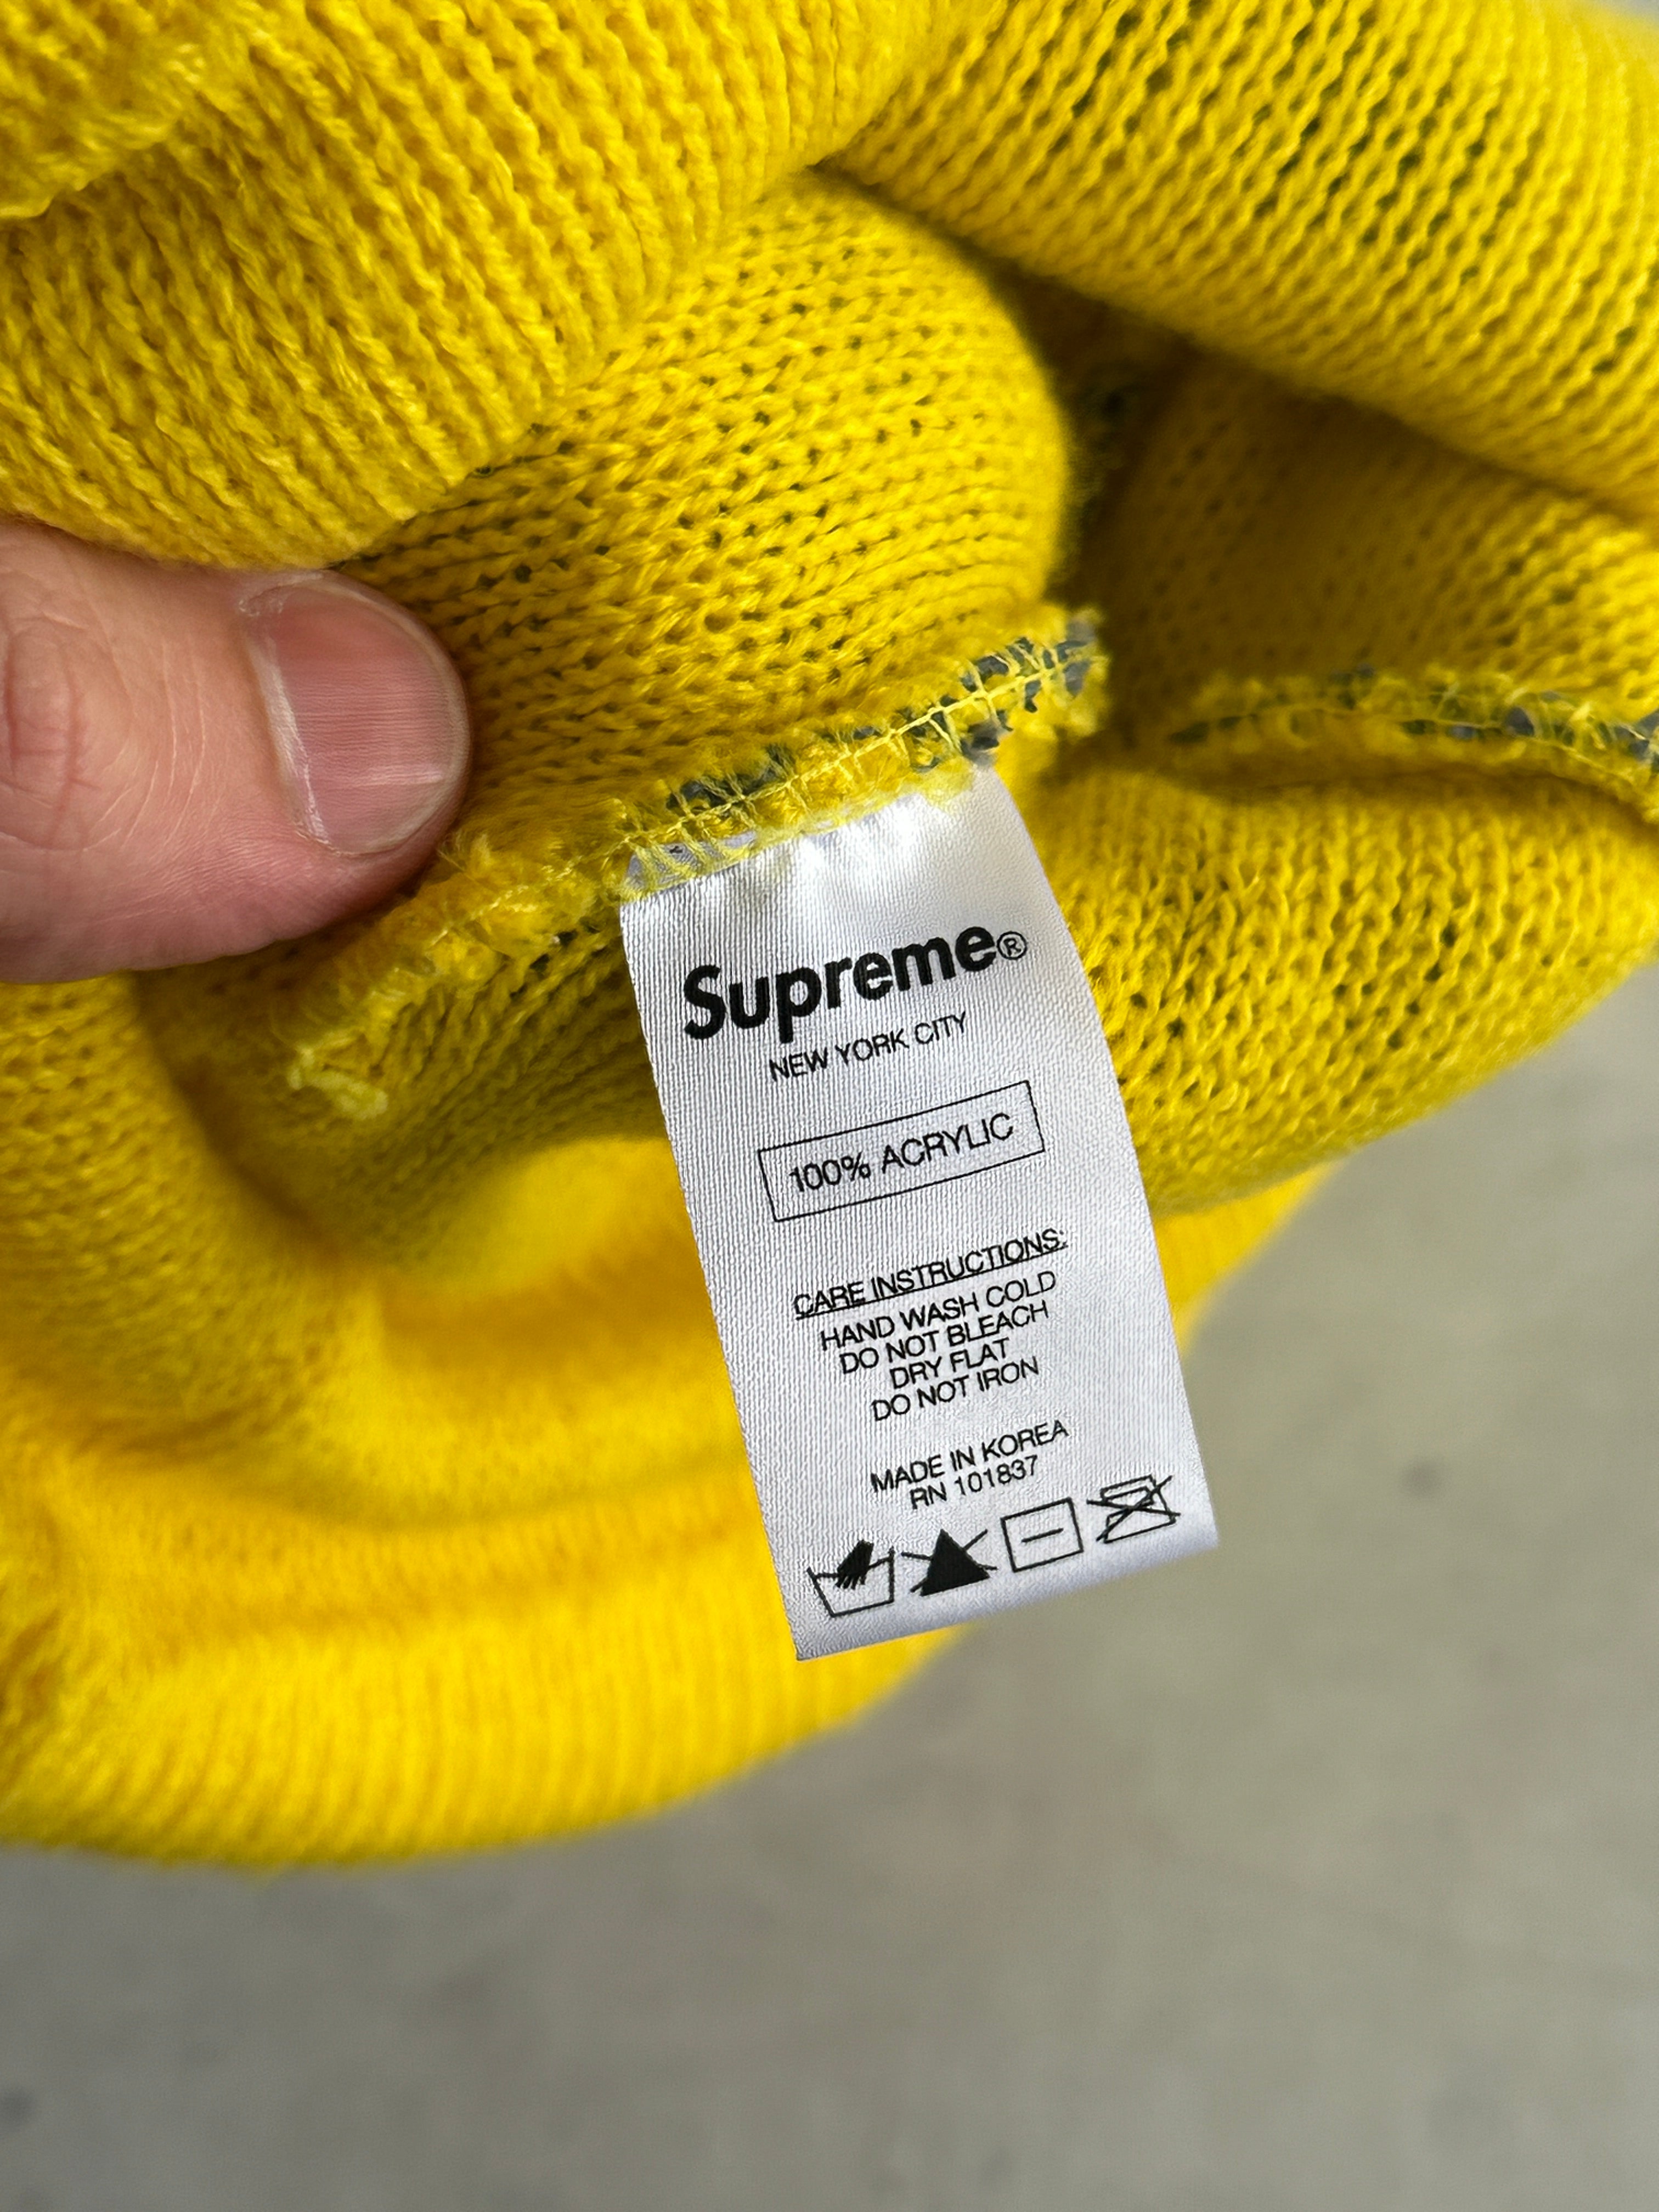 Supreme®
NEW YORK CITY
100% ACRYLIC
CARE INSTRUCTIONS:
HAND WASH COLD
DO NOT BLEACH
DRY FLAT
DO NOT IRON
MADE IN KOREA
RN 101837